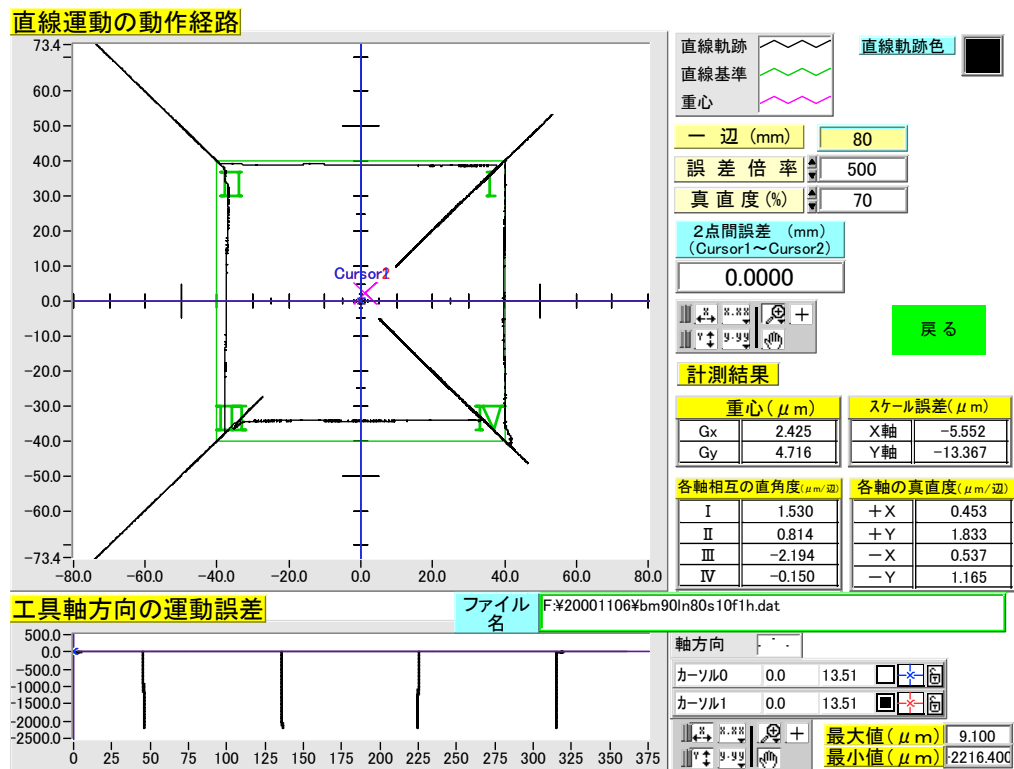 直線運動の動作経路
73.4
60.0
50.0
40.0
30.0
20.0
10.0
0.0
-10.0
-20.0
-30.0
-40.0
-50.0
-60.0
-73.4
-80.0 -60.0 -40.0 -20.0 0.0 20.0 40.0 60.0 80.0
II I
III IV
Cursor2
直線軌跡
直線基準
重心
直線軌跡色
一 辺 (mm) 80
誤 差 倍 率 500
真 直 度 (%) 70
2点間誤差 (mm)
(Cursor1～Cursor2)
0.0000
X X.XX
Y y.yy
戻 る
計測結果
重心(μm)
Gx 2.425
Gy 4.716
スケール誤差(μm)
X軸 -5.552
Y軸 -13.367
各軸相互の直角度(μm/辺)
I 1.530
II 0.814
III -2.194
IV -0.150
各軸の真直度(μm/辺)
+X 0.453
+Y 1.833
-X 0.537
-Y 1.165
工具軸方向の運動誤差
ファイル
名
F:¥20001106¥bm90ln80s10f1h.dat
500.0
0.0
-500.0
-1000.0
-1500.0
-2000.0
-2500.0
0 25 50 75 100 125 150 175 200 225 250 275 300 325 350 375
軸方向
カーソル0 0.0 13.51
カーソル1 0.0 13.51
X X.XX
Y y.yy
最大値(μm) 9.100
最小値(μm) -2216.400